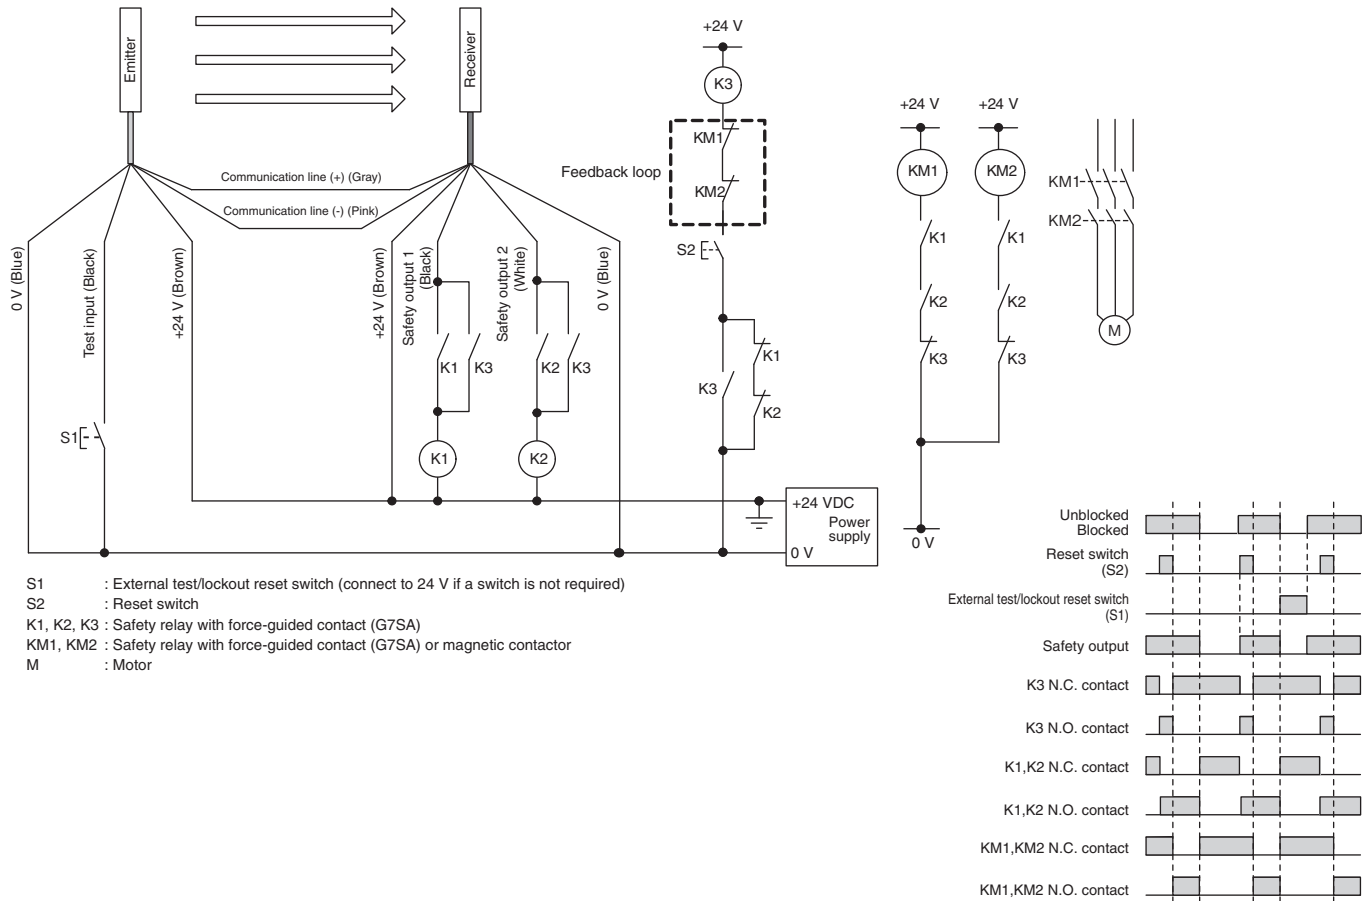 Emitter
Receiver
Communication line (+) (Gray)
Communication line (-) (Pink)
0 V (Blue)
Test input (Black)
+24 V (Brown)
+24 V (Brown)
Safety output 1
(Black)
Safety output 2
(White)
0 V (Blue)
S1
K1
K3
K2
K3
K1
K2
+24 V
K3
KM1
Feedback loop
KM2
S2
K1
K3
K2
+24 VDC
Power
supply
0 V
+24 V
+24 V
KM1
KM2
K1
K1
K2
K2
K3
K3
0 V
KM1
KM2
M
S1 : External test/lockout reset switch (connect to 24 V if a switch is not required)
S2 : Reset switch
K1, K2, K3 : Safety relay with force-guided contact (G7SA)
KM1, KM2 : Safety relay with force-guided contact (G7SA) or magnetic contactor
M : Motor
Unblocked
Blocked
Reset switch
(S2)
External test/lockout reset switch
(S1)
Safety output
K3 N.C. contact
K3 N.O. contact
K1,K2 N.C. contact
K1,K2 N.O. contact
KM1,KM2 N.C. contact
KM1,KM2 N.O. contact